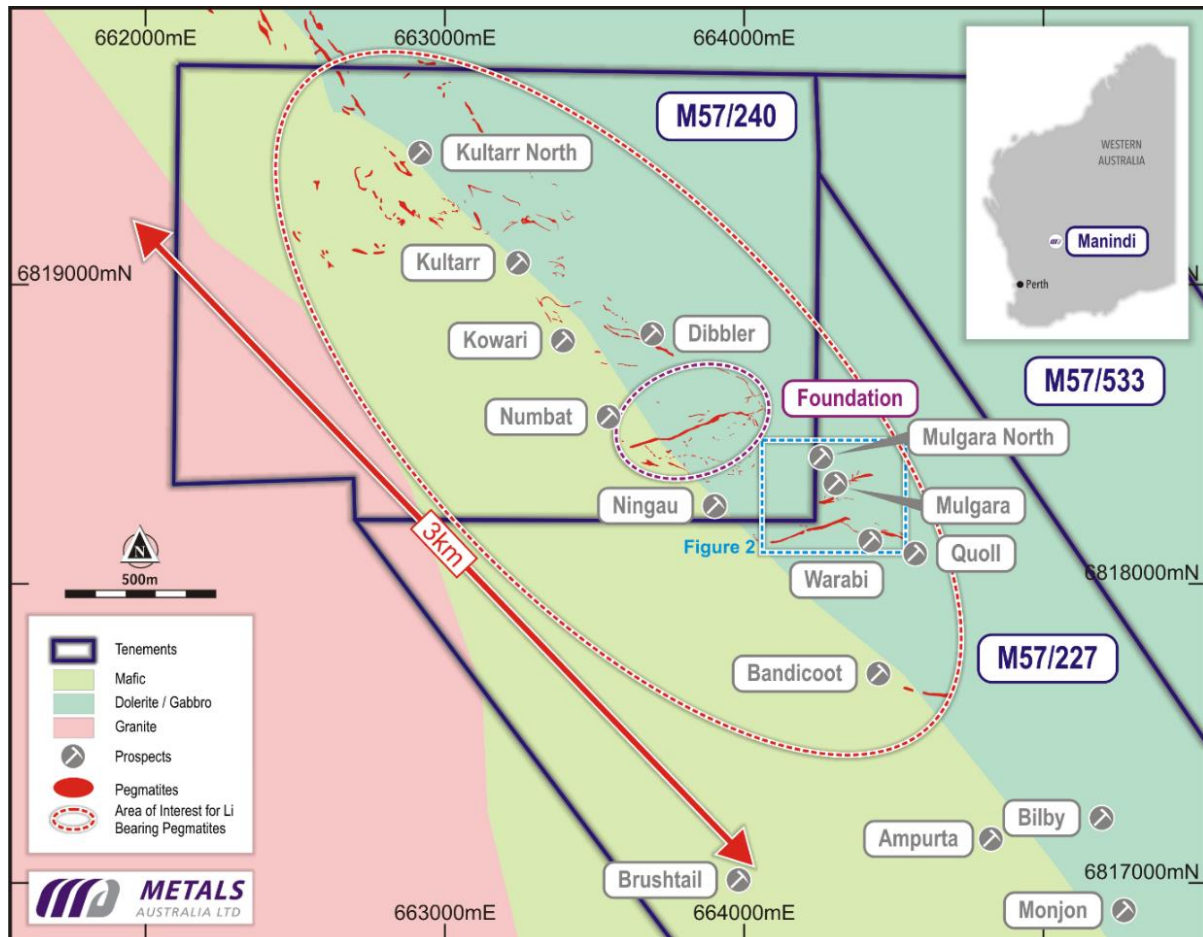 662000mE
663000mE
664000mE
M57/240
WESTERN
AUSTRALIA
Manindi
Perth
Kultarr North
Kultarr
6819000mN
Kowari
Dibbler
M57/533
Foundation
Numbat
Mulgara North
Ningau
Mulgara
Figure 2
Quoll
Warabi
6818000mN
3km
N
500m
M57/227
Bandicoot
Tenements
Mafic
Dolerite / Gabbro
Granite
Prospects
Pegmatites
Area of Interest for Li
Bearing Pegmatites
Bilby
Ampurta
Brushtail
6817000mN
METALS
AUSTRALIA LTD
663000mE
664000mE
Monjon